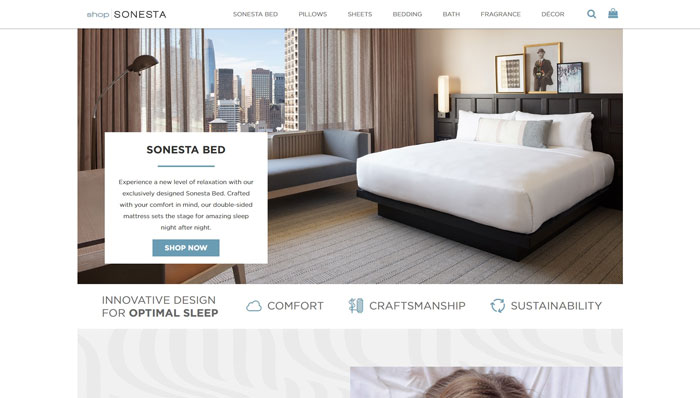 shop SONESTA
SONESTA BED
PILLOWS
SHEETS
BEDDING
BATH
FRAGRANCE
DÉCOR
SONESTA BED
Experience a new level of relaxation with our
exclusively designed Sonesta Bed. Crafted
with your comfort in mind, our double-sided
mattress sets the stage for amazing sleep
night after night.
SHOP NOW
INNOVATIVE DESIGN
FOR OPTIMAL SLEEP
COMFORT
CRAFTSMANSHIP
SUSTAINABILITY